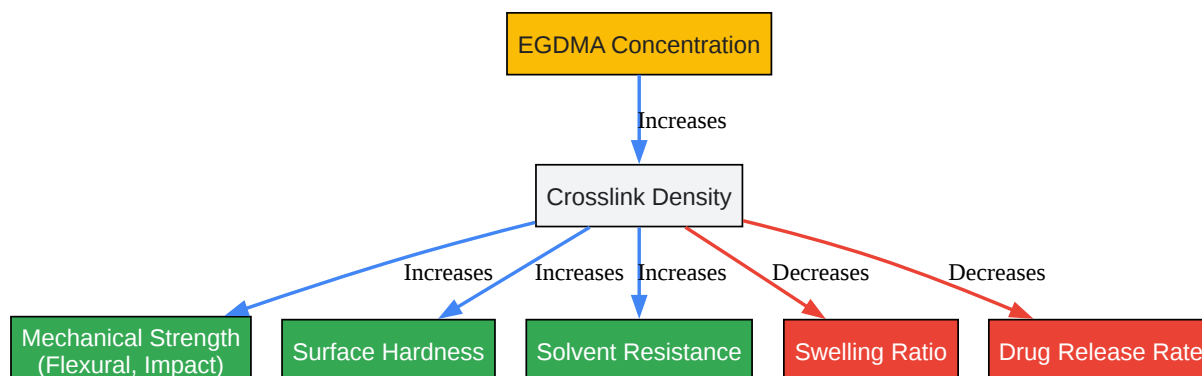 EGDMA Concentration
Increases
Crosslink Density
Increases
Increases
Increases
Decreases
Decreases
Mechanical Strength
(Flexural, Impact)
Surface Hardness
Solvent Resistance
Swelling Ratio
Drug Release Rate